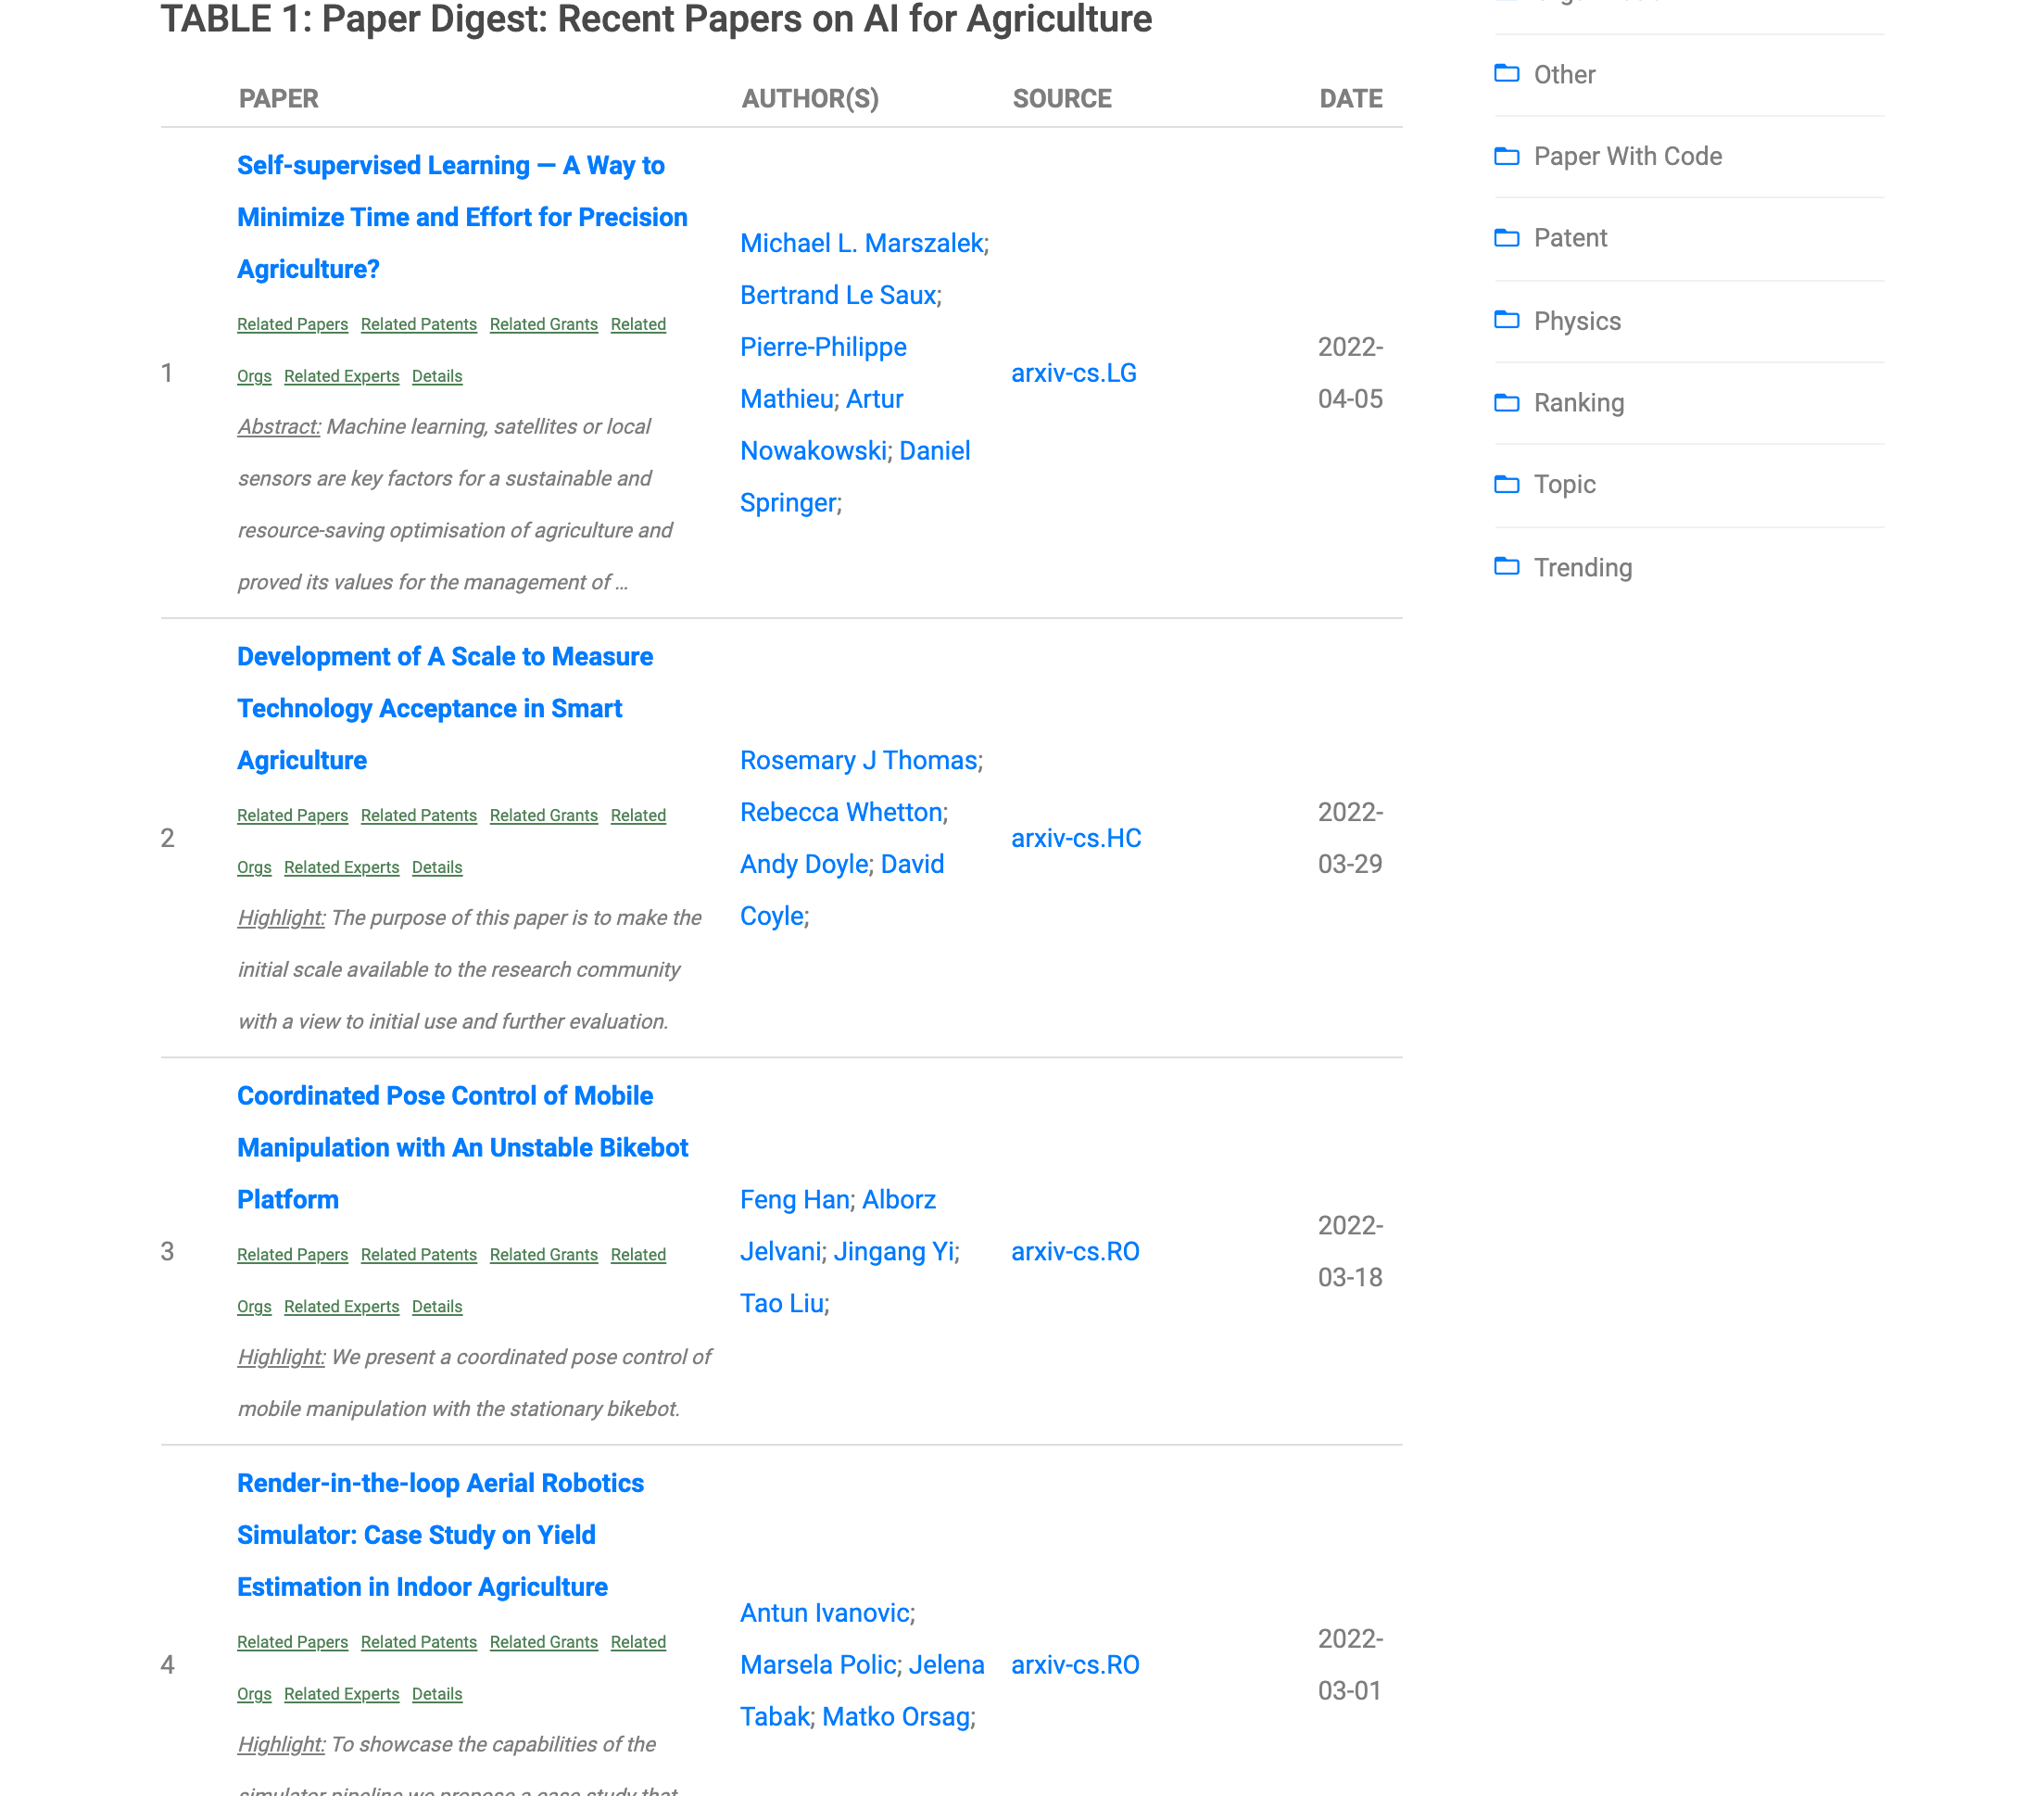 TABLE 1: Paper Digest: Recent Papers on AI for Agriculture
PAPER
AUTHOR(S)
SOURCE
DATE
1
Self-supervised Learning — A Way to
Minimize Time and Effort for Precision
Agriculture?
Related Papers Related Patents Related Grants Related
Orgs Related Experts Details
Abstract: Machine learning, satellites or local
sensors are key factors for a sustainable and
resource-saving optimisation of agriculture and
proved its values for the management of ...
Michael L. Marszalek;
Bertrand Le Saux;
Pierre-Philippe
Mathieu; Artur
Nowakowski; Daniel
Springer;
arxiv-cs.LG
2022-
04-05
2
Development of A Scale to Measure
Technology Acceptance in Smart
Agriculture
Related Papers Related Patents Related Grants Related
Orgs Related Experts Details
Highlight: The purpose of this paper is to make the
initial scale available to the research community
with a view to initial use and further evaluation.
Rosemary J Thomas;
Rebecca Whetton;
Andy Doyle; David
Coyle;
arxiv-cs.HC
2022-
03-29
3
Coordinated Pose Control of Mobile
Manipulation with An Unstable Bikebot
Platform
Related Papers Related Patents Related Grants Related
Orgs Related Experts Details
Highlight: We present a coordinated pose control of
mobile manipulation with the stationary bikebot.
Feng Han; Alborz
Jelvani; Jingang Yi;
Tao Liu;
arxiv-cs.RO
2022-
03-18
4
Render-in-the-loop Aerial Robotics
Simulator: Case Study on Yield
Estimation in Indoor Agriculture
Related Papers Related Patents Related Grants Related
Orgs Related Experts Details
Highlight: To showcase the capabilities of the
simulator pipeline we propose a case study that
Antun Ivanovic;
Marsela Polic; Jelena
Tabak; Matko Orsag;
arxiv-cs.RO
2022-
03-01
Other
Paper With Code
Patent
Physics
Ranking
Topic
Trending